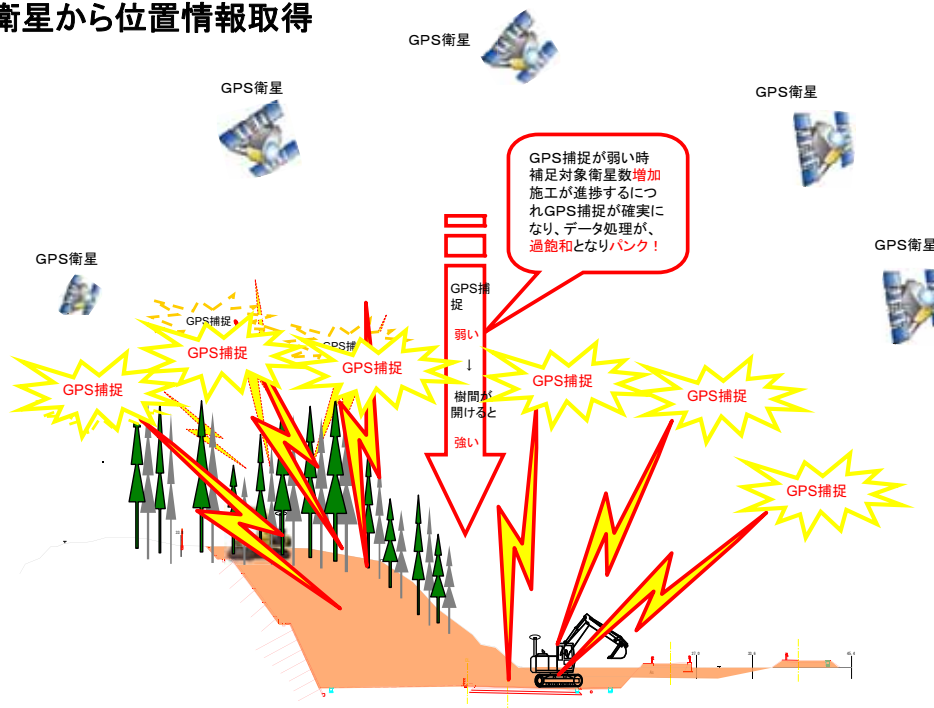 衛星から位置情報取得
GPS衛星
GPS衛星
GPS衛星
GPS衛星
GPS衛星
GPS捕捉が弱い時
補足対象衛星数増加
施工が進捗するにつ
れGPS捕捉が確実に
なり、データ処理が、
過飽和となりパンク！
GPS捕
捉
弱い
↓
樹間が
開けると
強い
GPS捕捉
GPS捕
GPS捕捉
GPS捕捉
GPS捕捉
GPS捕捉
GPS捕捉
GPS捕捉